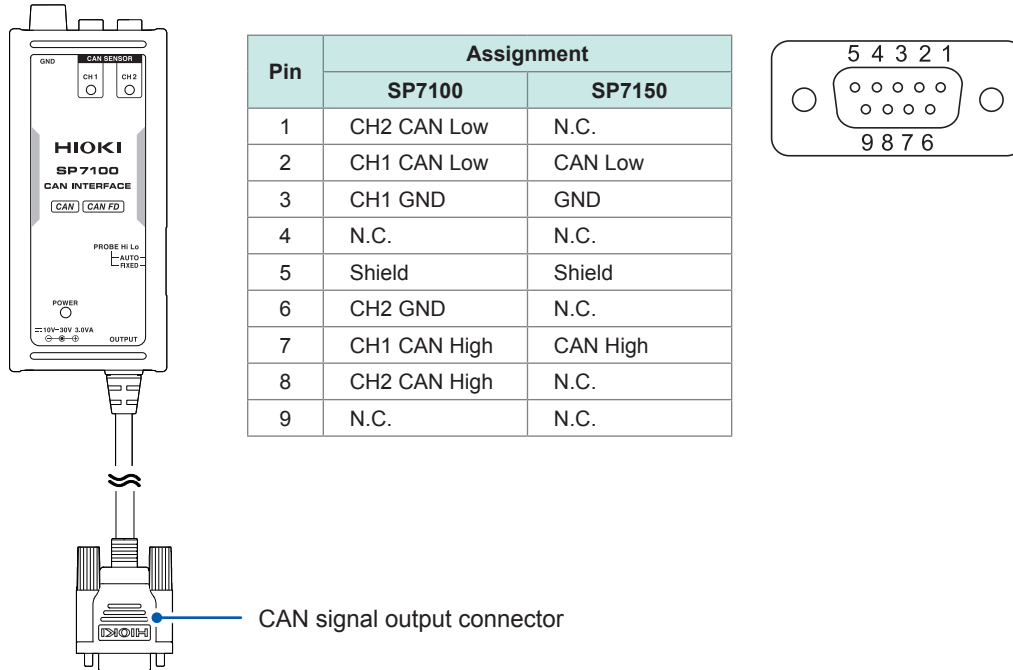 GND
CAN SENSOR
CH 1 CH 2
HIOKI
SP7100
CAN INTERFACE
CAN CAN FD
PROBE Hi Lo
AUTO
FIXED
POWER
10V-30V 3.0VA
OUTPUT
HIOKI
CAN signal output connector
Pin Assignment
SP7100 SP7150
1 CH2 CAN Low N.C.
2 CH1 CAN Low CAN Low
3 CH1 GND GND
4 N.C. N.C.
5 Shield Shield
6 CH2 GND N.C.
7 CH1 CAN High CAN High
8 CH2 CAN High N.C.
9 N.C. N.C.
5 4 3 2 1
9 8 7 6